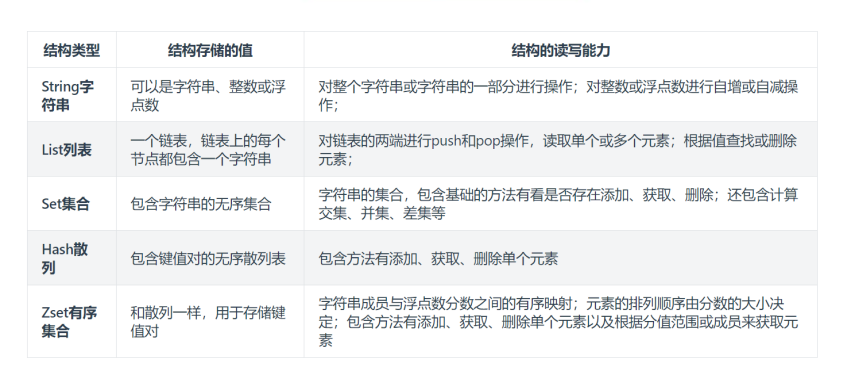 结构类型 结构存储的值 结构的读写能力
String字 可以是字符串、整数或浮 对整个字符串或字符串的一部分进行操作；对整数或浮点数进行自增或自减操
符串 点数 作；
List列表 一个链表，链表上的每个 对链表的两端进行push和pop操作，读取单个或多个元素；根据值查找或删除
节点都包含一个字符串 元素；
Set集合 包含字符串的无序集合 字符串的集合，包含基础的方法有看是否存在添加、获取、删除；还包含计算
交集、并集、差集等
Hash散 包含键值对的无序散列表 包含方法有添加、获取、删除单个元素
列
Zset有序 和散列一样，用于存储键 字符串成员与浮点数分数之间的有序映射；元素的排列顺序由分数的大小决
集合 值对 定；包含方法有添加、获取、删除单个元素以及根据分值范围或成员来获取元
素